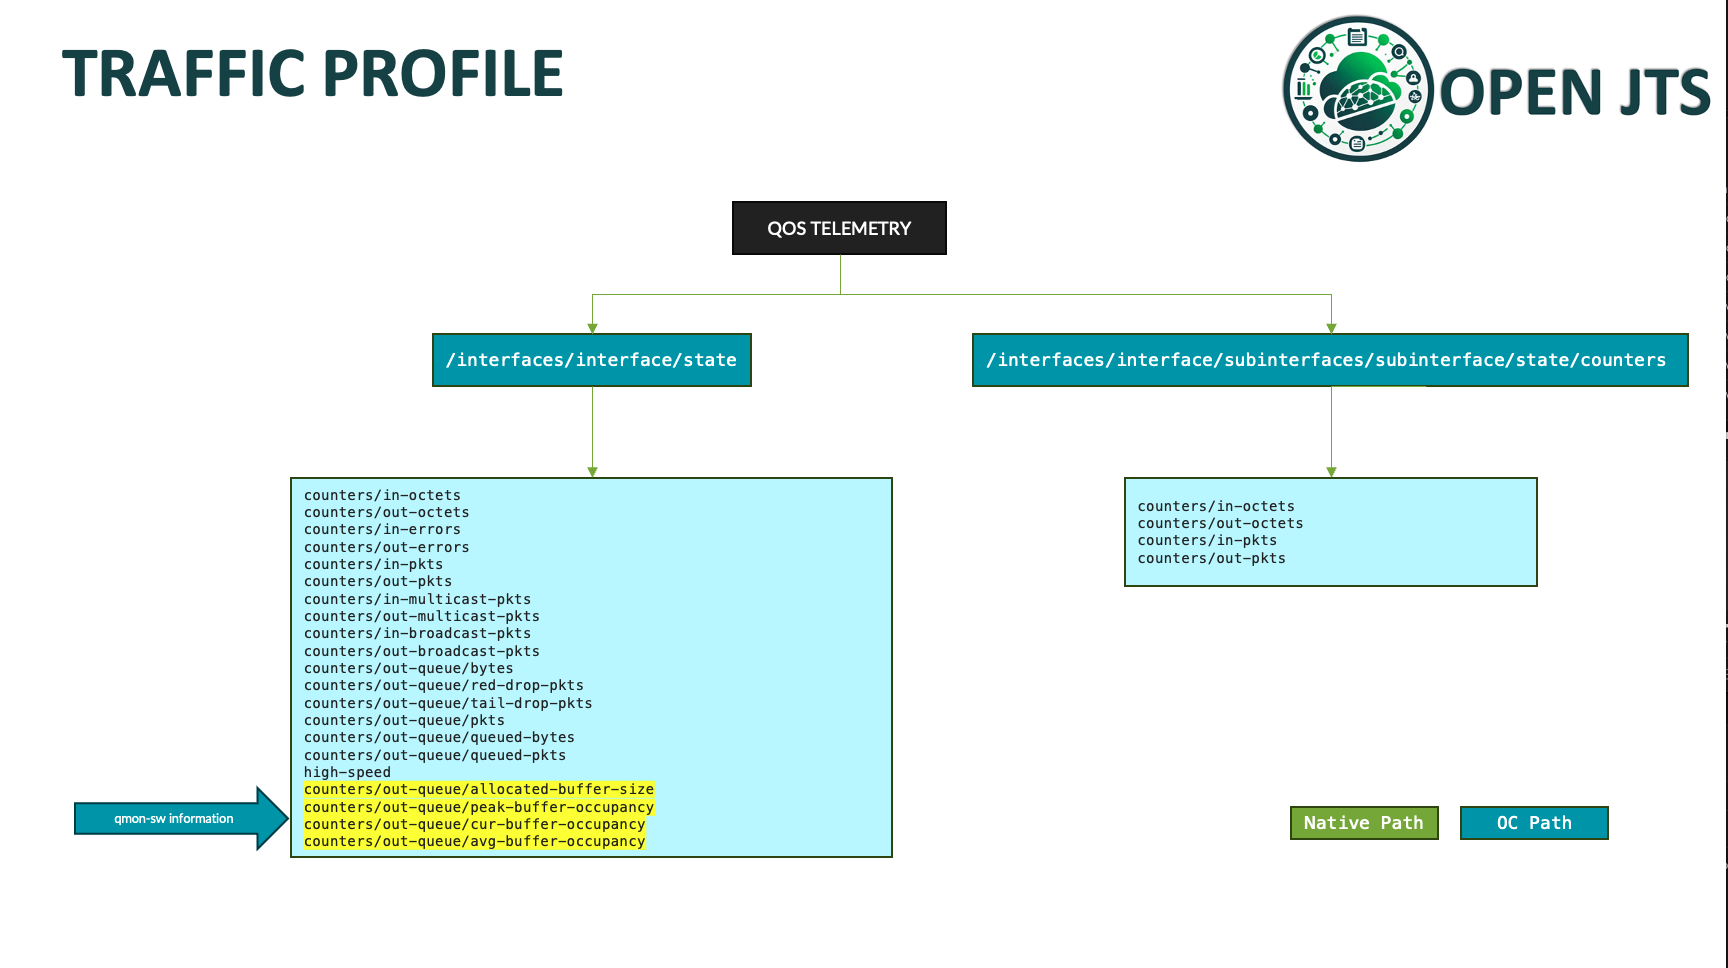 TRAFFIC PROFILE
OPEN JTS
QOS TELEMETRY
/interfaces/interface/state
/interfaces/interface/subinterfaces/subinterface/state/counters
counters/in-octets
counters/out-octets
counters/in-errors
counters/out-errors
counters/in-pkts
counters/out-pkts
counters/in-multicast-pkts
counters/out-multicast-pkts
counters/in-broadcast-pkts
counters/out-broadcast-pkts
counters/out-queue/bytes
counters/out-queue/red-drop-pkts
counters/out-queue/tail-drop-pkts
counters/out-queue/pkts
counters/out-queue/queued-bytes
counters/out-queue/queued-pkts
high-speed
counters/out-queue/allocated-buffer-size
counters/out-queue/peak-buffer-occupancy
counters/out-queue/cur-buffer-occupancy
counters/out-queue/avg-buffer-occupancy
counters/in-octets
counters/out-octets
counters/in-pkts
counters/out-pkts
qmon-sw information
Native Path
OC Path